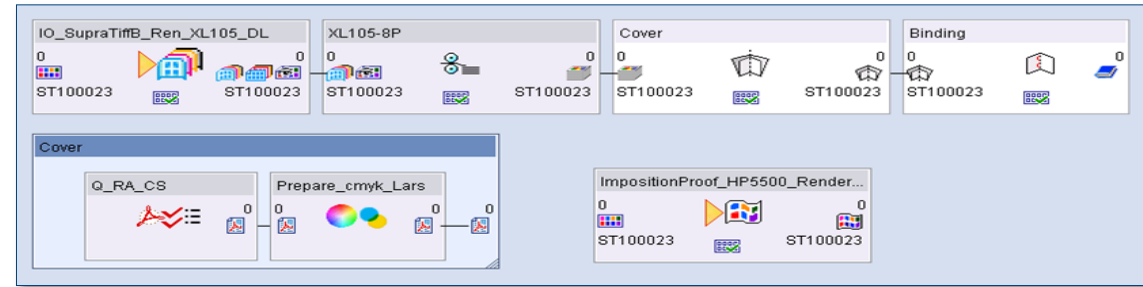 IO_SupraTiffB_Ren_XL105_DL XL105-8P Cover Binding
0 0 0 0 0 0 0 0
ST100023 ST100023 ST100023 ST100023 ST100023 ST100023 ST100023
Cover
Q_RA_CS Prepare_cmyk_Lars
0 0 0 0
ImpositionProof_HP5500_Render...
0 0
ST100023 ST100023